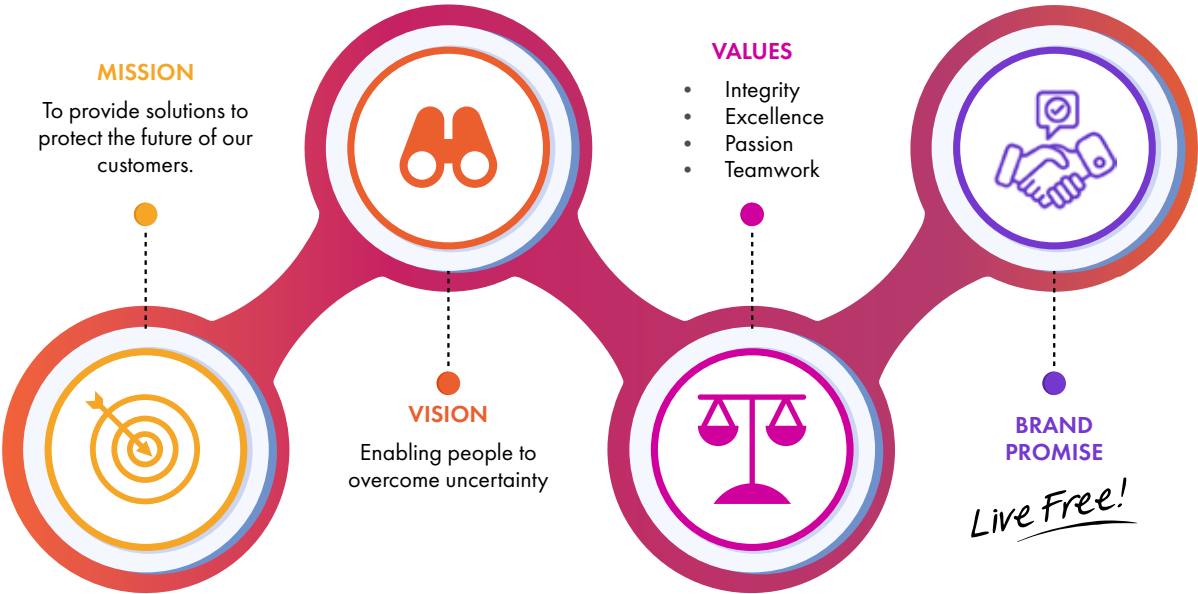 MISSION
To provide solutions to
protect the future of our
customers.
VISION
Enabling people to
overcome uncertainty
VALUES
• Integrity
• Excellence
• Passion
• Teamwork
BRAND
PROMISE
Live Free!